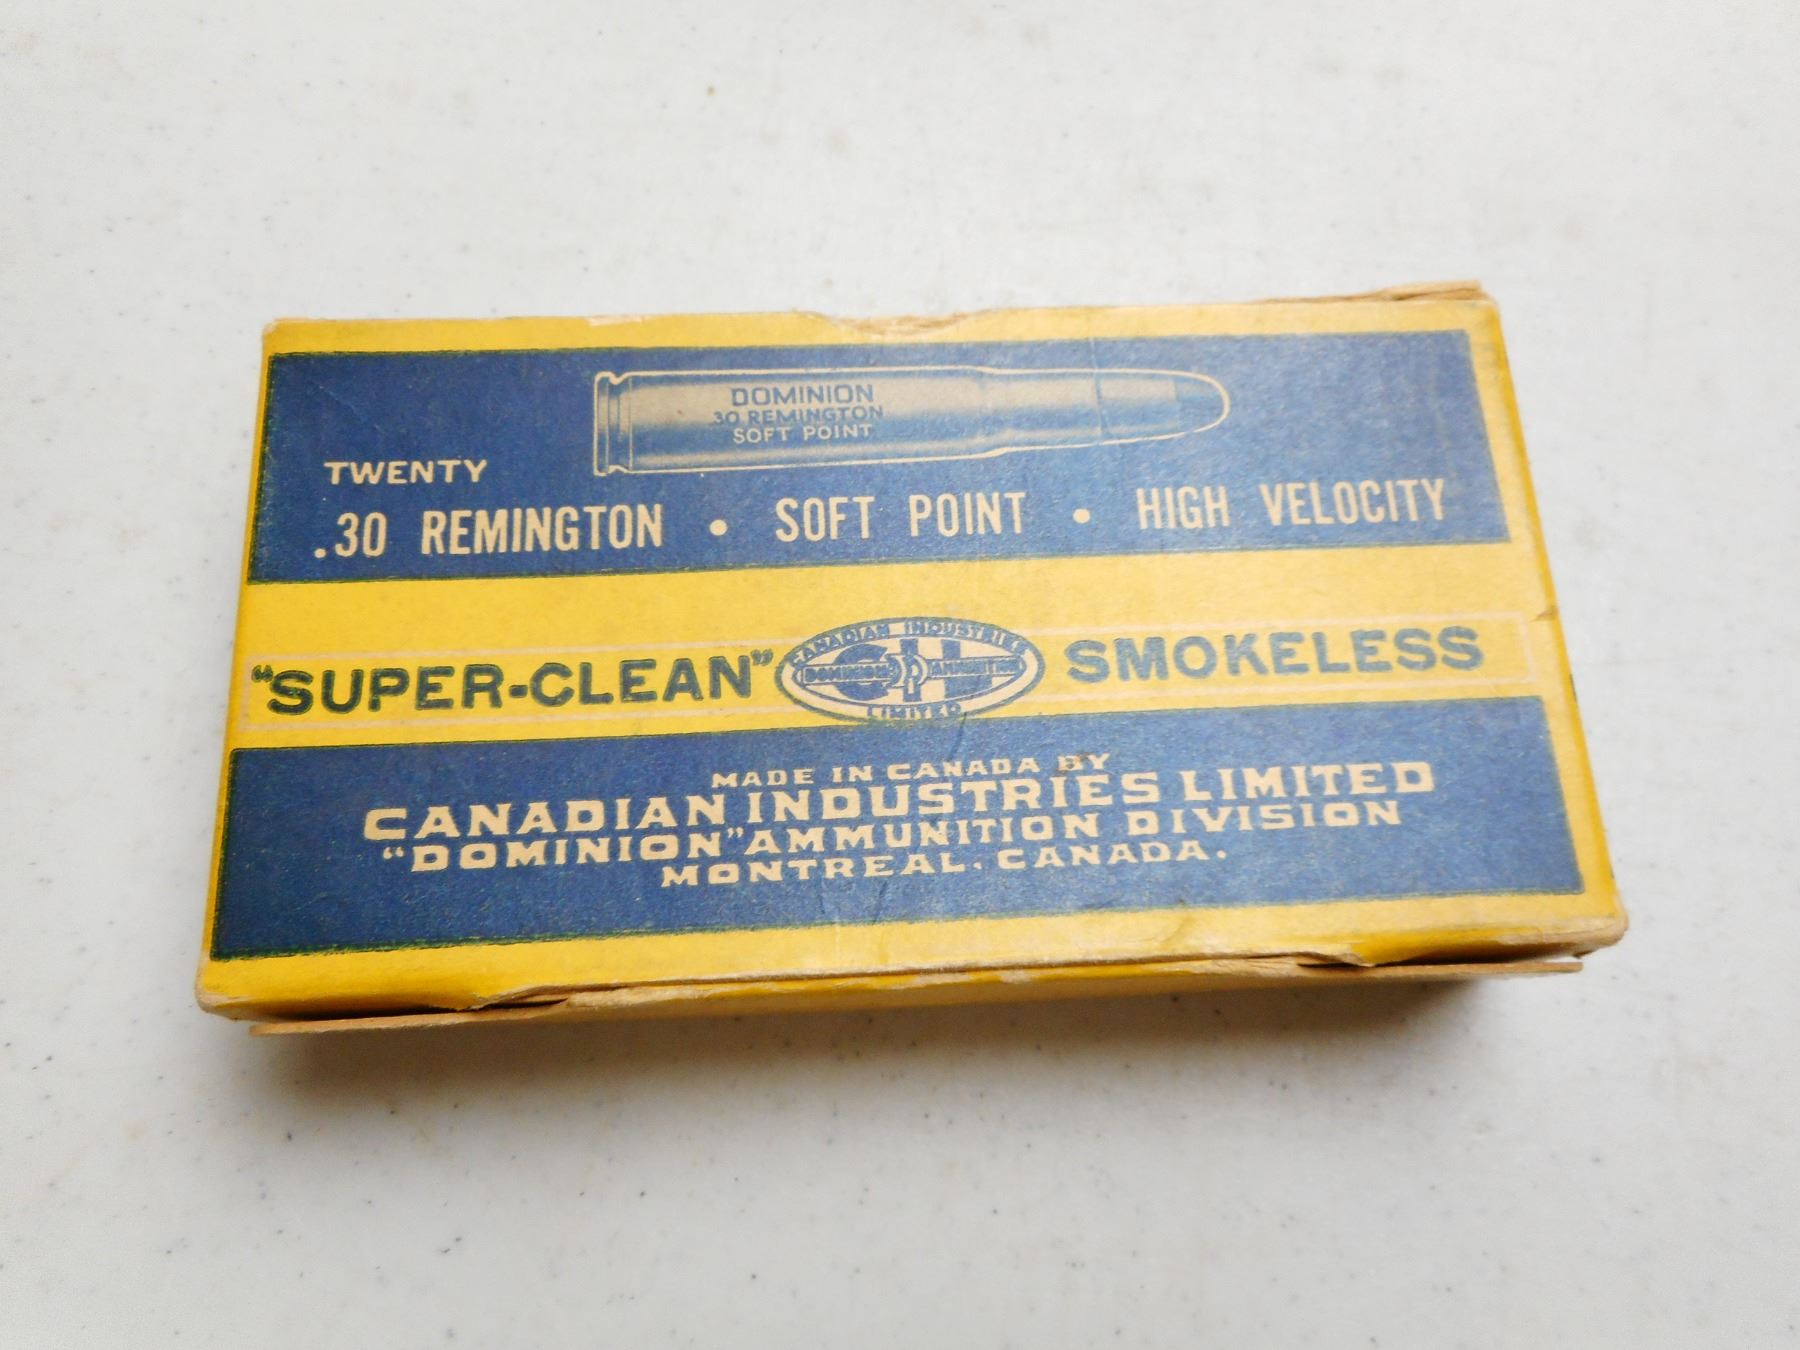 DOMINION
.30 REMINGTON
SOFT POINT
TWENTY
.30 REMINGTON • SOFT POINT • HIGH VELOCITY
"SUPER-CLEAN" SMOKELESS
CANADIAN INDUSTRIES
DOMINION AMMUNITION
LIMITED
MADE IN CANADA BY
CANADIAN INDUSTRIES LIMITED
"DOMINION" AMMUNITION DIVISION
MONTREAL. CANADA.